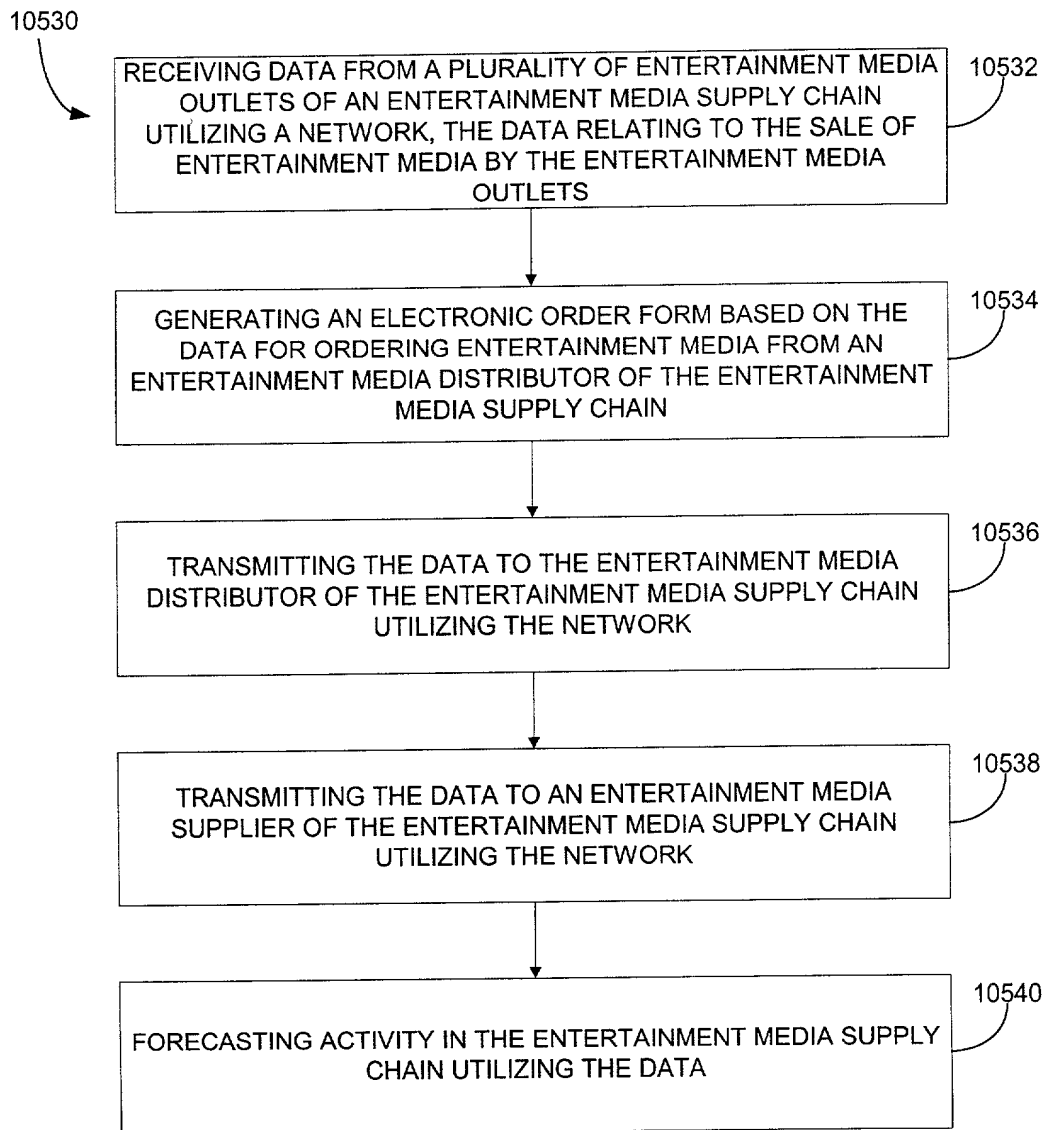 10530
RECEIVING DATA FROM A PLURALITY OF ENTERTAINMENT MEDIA
OUTLETS OF AN ENTERTAINMENT MEDIA SUPPLY CHAIN
UTILIZING A NETWORK, THE DATA RELATING TO THE SALE OF
ENTERTAINMENT MEDIA BY THE ENTERTAINMENT MEDIA
OUTLETS
10532
GENERATING AN ELECTRONIC ORDER FORM BASED ON THE
DATA FOR ORDERING ENTERTAINMENT MEDIA FROM AN
ENTERTAINMENT MEDIA DISTRIBUTOR OF THE ENTERTAINMENT
MEDIA SUPPLY CHAIN
10534
TRANSMITTING THE DATA TO THE ENTERTAINMENT MEDIA
DISTRIBUTOR OF THE ENTERTAINMENT MEDIA SUPPLY CHAIN
UTILIZING THE NETWORK
10536
TRANSMITTING THE DATA TO AN ENTERTAINMENT MEDIA
SUPPLIER OF THE ENTERTAINMENT MEDIA SUPPLY CHAIN
UTILIZING THE NETWORK
10538
FORECASTING ACTIVITY IN THE ENTERTAINMENT MEDIA SUPPLY
CHAIN UTILIZING THE DATA
10540